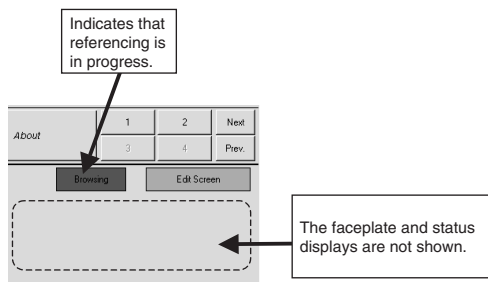 Indicates that
referencing is
in progress.
About
1
2
Next
3
4
Prev.
Browsing
Edit Screen
The faceplate and status
displays are not shown.